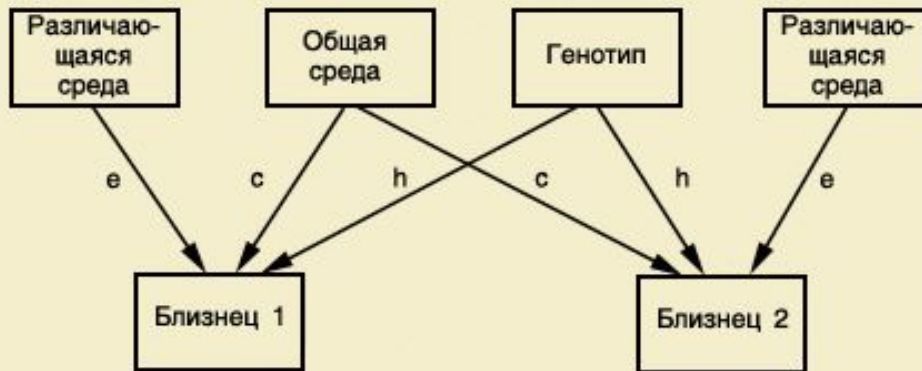 Различаю-
щаяся
среда
Общая
среда
Генотип
Различаю-
щаяся
среда
e
c
h
c
h
e
Близнец 1
Близнец 2